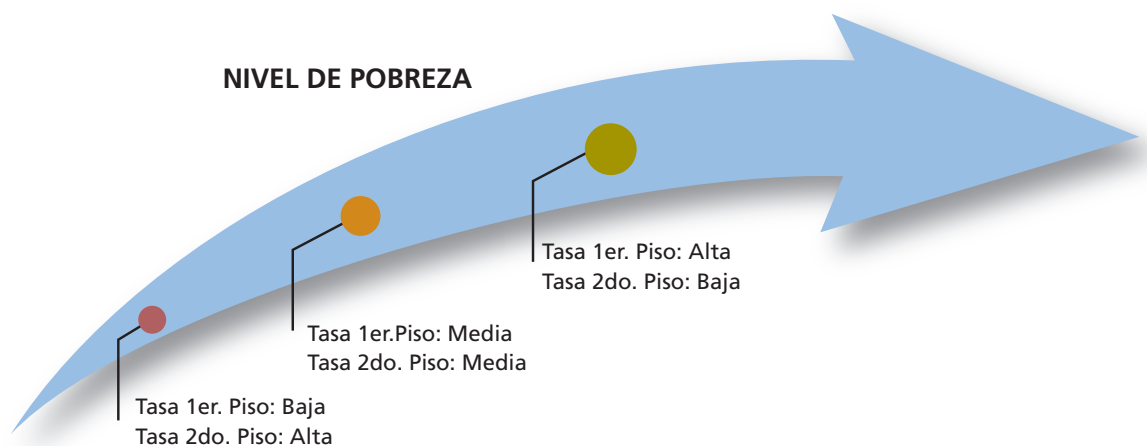 NIVEL DE POBREZA
Tasa 1er. Piso: Alta
Tasa 2do. Piso: Baja
Tasa 1er.Piso: Media
Tasa 2do. Piso: Media
Tasa 1er. Piso: Baja
Tasa 2do. Piso: Alta